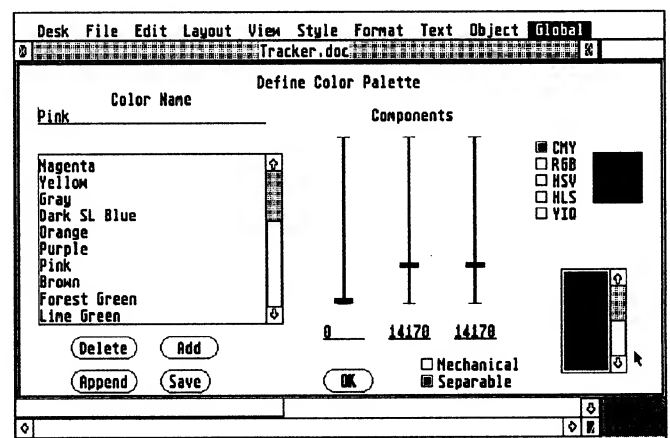 Desk File Edit Layout View Style Format Text Object Global
Tracker.doc
Define Color Palette
Color Name
Pink
Components
Magenta
Yellow
Gray
Dark SL Blue
Orange
Purple
Pink
Brown
Forest Green
Lime Green
CMY
RGB
HSV
HLS
YIQ
0 14170 14170
Delete Add
Append Save
OK
Mechanical
Separable